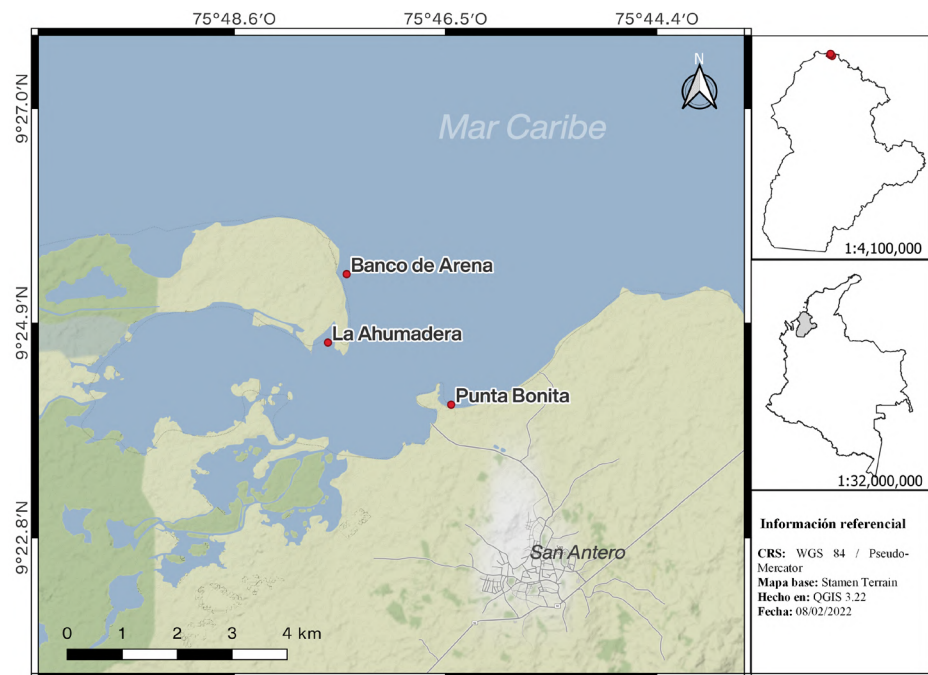 75°48.6′O 75°46.5′O 75°44.4′O
9°27.0′N
9°24.9′N
9°22.8′N
N
Mar Caribe
Banco de Arena
La Ahumadera
Punta Bonita
San Antero
0 1 2 3 4 km
1:4,100,000
1:32,000,000
Información referencial
CRS: WGS 84 / Pseudo-
Mercator
Mapa base: Stamen Terrain
Hecho en: QGIS 3.22
Fecha: 08/02/2022